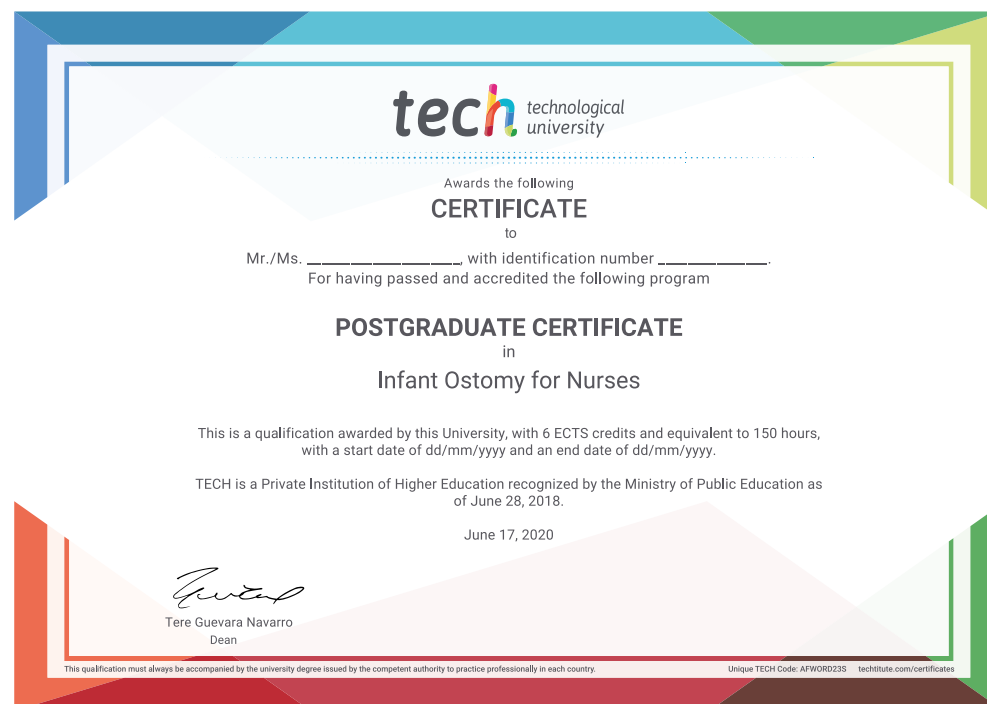 tech technological
university
Awards the following
CERTIFICATE
to
Mr./Ms. ____________________, with identification number ______________.
For having passed and accredited the following program
POSTGRADUATE CERTIFICATE
in
Infant Ostomy for Nurses
This is a qualification awarded by this University, with 6 ECTS credits and equivalent to 150 hours,
with a start date of dd/mm/yyyy and an end date of dd/mm/yyyy.
TECH is a Private Institution of Higher Education recognized by the Ministry of Public Education as
of June 28, 2018.
June 17, 2020
Tere Guevara Navarro
Dean
This qualification must always be accompanied by the university degree issued by the competent authority to practice professionally in each country.
Unique TECH Code: AFWORD23S techtitute.com/certificates